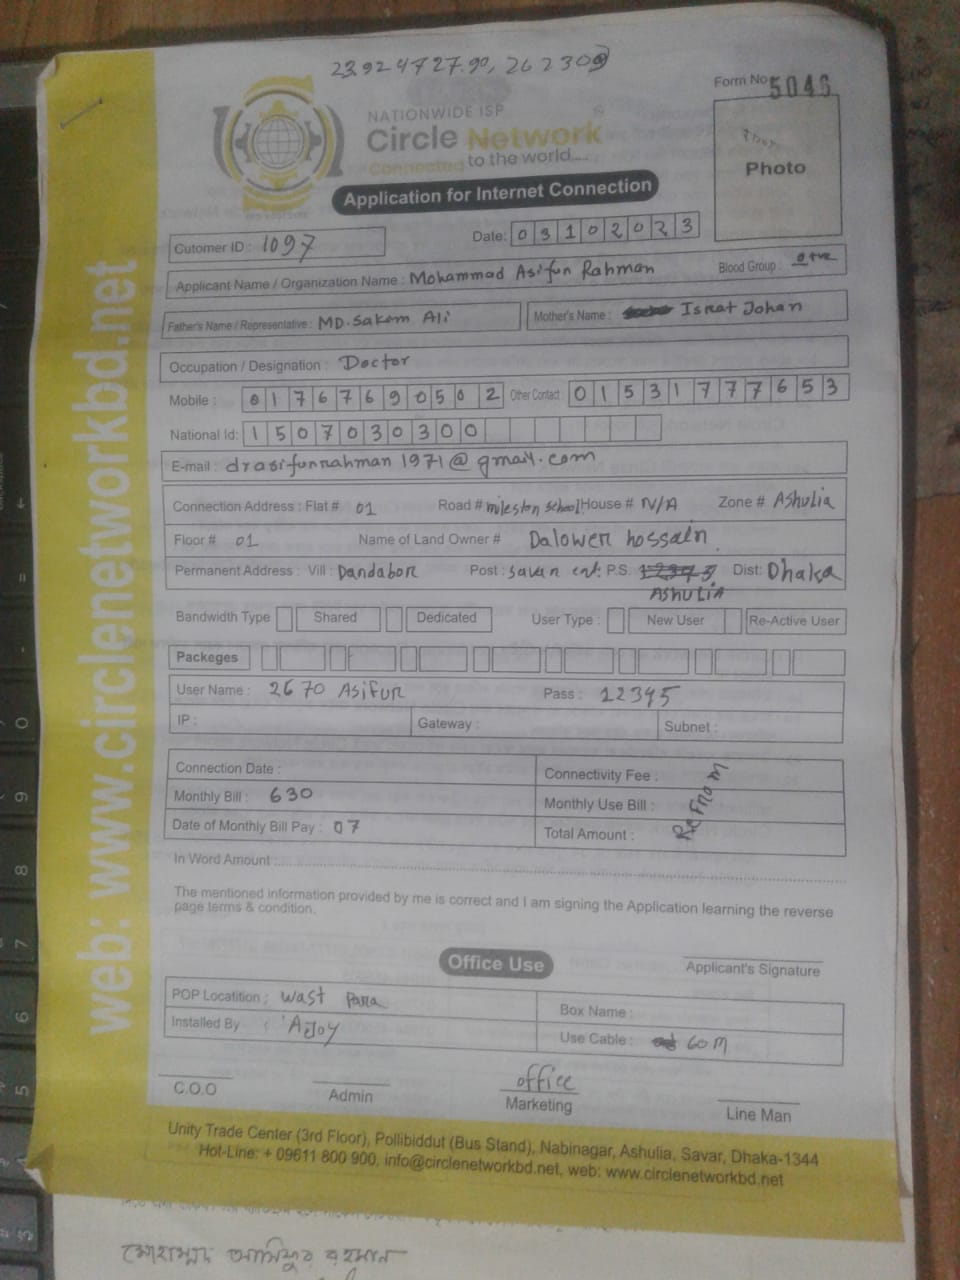 23.924727.90, 262309
NATIONWIDE ISP
Circle Network
Connected to the world....
Application for Internet Connection
Form No 5046
Photo
Cutomer ID : 1097
Date: 03102023
Applicant Name / Organization Name : Mohammad Asifun Rahman
Blood Group : O+ve
Father's Name / Representative : MD. Sakem Ali
Mother's Name : Israt Johan
Occupation / Designation : Doctor
Mobile : 01767690502 Other Contact : 01531777653
National Id: 1507030300
E-mail : drasifunrahman1971@gmail.com
Connection Address : Flat # 01 Road # mileston school House # N/A Zone # Ashulia
Floor # 01 Name of Land Owner # Dalower hossain
Permanent Address : Vill : Dandabor Post : savar cnt. P.S. Dist: Dhaka
ASHULIA
Bandwidth Type Shared Dedicated User Type : New User Re-Active User
Packeges
User Name : 2670 Asifur Pass : 12345
IP : Gateway : Subnet :
Connection Date : Connectivity Fee :
Monthly Bill : 630 Monthly Use Bill :
Date of Monthly Bill Pay : 07 Total Amount :
In Word Amount :
The mentioned information provided by me is correct and I am signing the Application learning the reverse
page terms & condition.
Applicant's Signature
Office Use
POP Locatition : Wast Para Box Name :
Installed By : AJoy Use Cable : 60 M
office
C.O.O Admin Marketing Line Man
Unity Trade Center (3rd Floor), Pollibiddut (Bus Stand), Nabinagar, Ashulia, Savar, Dhaka-1344
Hot-Line: + 09611 800 900, info@circlenetworkbd.net, web: www.circlenetworkbd.net
web: www.circlenetworkbd.net
মোহাম্মদ আসিফুর রহমান